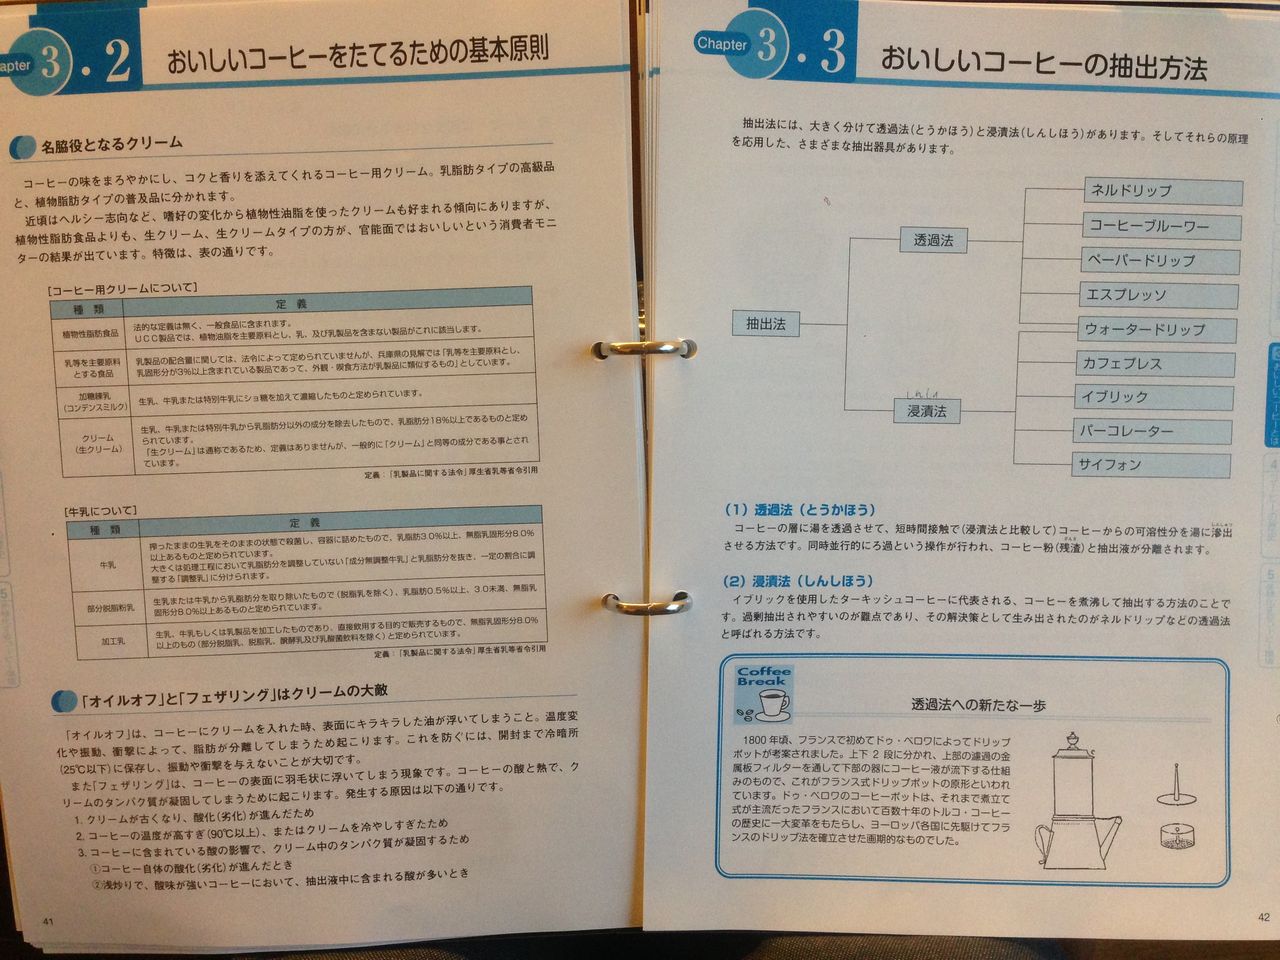 Chapter 3.2
おいしいコーヒーをたてるための基本原則
名脇役となるクリーム
コーヒーの味をまろやかにし、コクと香りを添えてくれるコーヒー用クリーム。乳脂肪タイプの高級品
と、植物脂肪タイプの普及品に分かれます。
近頃はヘルシー志向など、嗜好の変化から植物性油脂を使ったクリームも好まれる傾向にありますが、
植物性脂肪食品よりも、生クリーム、生クリームタイプの方が、官能面ではおいしいという消費者モニ
ターの結果が出ています。特徴は、表の通りです。
[コーヒー用クリームについて]
種類 定義
植物性脂肪食品
法的な定義は無く、一般食品に含まれます。
UCC製品では、植物油脂を主要原料とし、乳、及び乳製品を含まない製品がこれに該当します。
乳等を主要原料
とする食品
乳製品の配合量に関しては、法令によって定められていませんが、兵庫県の見解では「乳等を主要原料とし、
乳固形分が3%以上含まれている製品であって、外観・喫食方法が乳製品に類似するもの」としています。
加糖練乳
(コンデンスミルク)
生乳、牛乳または特別牛乳にショ糖を加えて濃縮したものと定められています。
クリーム
(生クリーム)
生乳、牛乳または特別牛乳から乳脂肪分以外の成分を除去したもので、乳脂肪分18%以上であるものと定め
られています。
「生クリーム」は通称であるため、定義はありませんが、一般的に「クリーム」と同等の成分である事とされ
ています。
定義：「乳製品に関する法令」厚生省乳等省令引用
[牛乳について]
種類 定義
牛乳
搾ったままの生乳をそのままの状態で殺菌し、容器に詰めたもので、乳脂肪3.0%以上、無脂乳固形分8.0%
以上あるものと定められています。
大きくは処理工程において乳脂肪分を調整していない「成分無調整牛乳」と乳脂肪分を抜き、一定の割合に調
整する「調整乳」に分けられます。
部分脱脂粉乳
生乳または牛乳から乳脂肪分を取り除いたもので(脱脂乳を除く)、乳脂肪0.5%以上、3.0未満、無脂乳
固形分8.0%以上あるものと定められています。
加工乳
生乳、牛乳もしくは乳製品を加工したものであり、直接飲用する目的で販売するもので、無脂乳固形分8.0%
以上のもの(部分脱脂乳、脱脂乳、醗酵乳及び乳酸菌飲料を除く)と定められています。
定義：「乳製品に関する法令」厚生省乳等省令引用
「オイルオフ」と「フェザリング」はクリームの大敵
「オイルオフ」は、コーヒーにクリームを入れた時、表面にキラキラした油が浮いてしまうこと。温度変
化や振動、衝撃によって、脂肪が分離してしまうため起こります。これを防ぐには、開封まで冷暗所
(25℃以下)に保存し、振動や衝撃を与えないことが大切です。
また「フェザリング」は、コーヒーの表面に羽毛状に浮いてしまう現象です。コーヒーの酸と熱で、ク
リームのタンパク質が凝固してしまうために起こります。発生する原因は以下の通りです。
1. クリームが古くなり、酸化(劣化)が進んだため
2. コーヒーの温度が高すぎ(90℃以上)、またはクリームを冷やしすぎたため
3. コーヒーに含まれている酸の影響で、クリーム中のタンパク質が凝固するため
①コーヒー自体の酸化(劣化)が進んだとき
②浅炒りで、酸味が強いコーヒーにおいて、抽出液中に含まれる酸が多いとき
41
Chapter 3.3
おいしいコーヒーの抽出方法
抽出法には、大きく分けて透過法(とうかほう)と浸漬法(しんしほう)があります。そしてそれらの原理
を応用した、さまざまな抽出器具があります。
抽出法
透過法
しんし
浸漬法
ネルドリップ
コーヒーブルーワー
ペーパードリップ
エスプレッソ
ウォータードリップ
カフェプレス
イブリック
パーコレーター
サイフォン
(1) 透過法(とうかほう)
コーヒーの層に湯を透過させて、短時間接触で(浸漬法と比較して)コーヒーからの可溶性分を湯に滲出
させる方法です。同時並行的にろ過という操作が行われ、コーヒー粉(残渣)と抽出液が分離されます。
(2) 浸漬法(しんしほう)
イブリックを使用したターキッシュコーヒーに代表される、コーヒーを煮沸して抽出する方法のことで
す。過剰抽出されやすいのが難点であり、その解決策として生み出されたのがネルドリップなどの透過法
と呼ばれる方法です。
Coffee
Break
透過法への新たな一歩
1800年頃、フランスで初めてドゥ・ベロワによってドリップ
ポットが考案されました。上下2段に分かれ、上部の濾過の金
属板フィルターを通して下部の器にコーヒー液が流下する仕組
みのもので、これがフランス式ドリップポットの原形といわれ
ています。ドゥ・ベロワのコーヒーポットは、それまで煮立て
式が主流だったフランスにおいて百数十年のトルコ・コーヒー
の歴史に一大変革をもたらし、ヨーロッパ各国に先駆けてフラ
ンスのドリップ法を確立させた画期的なものでした。
42